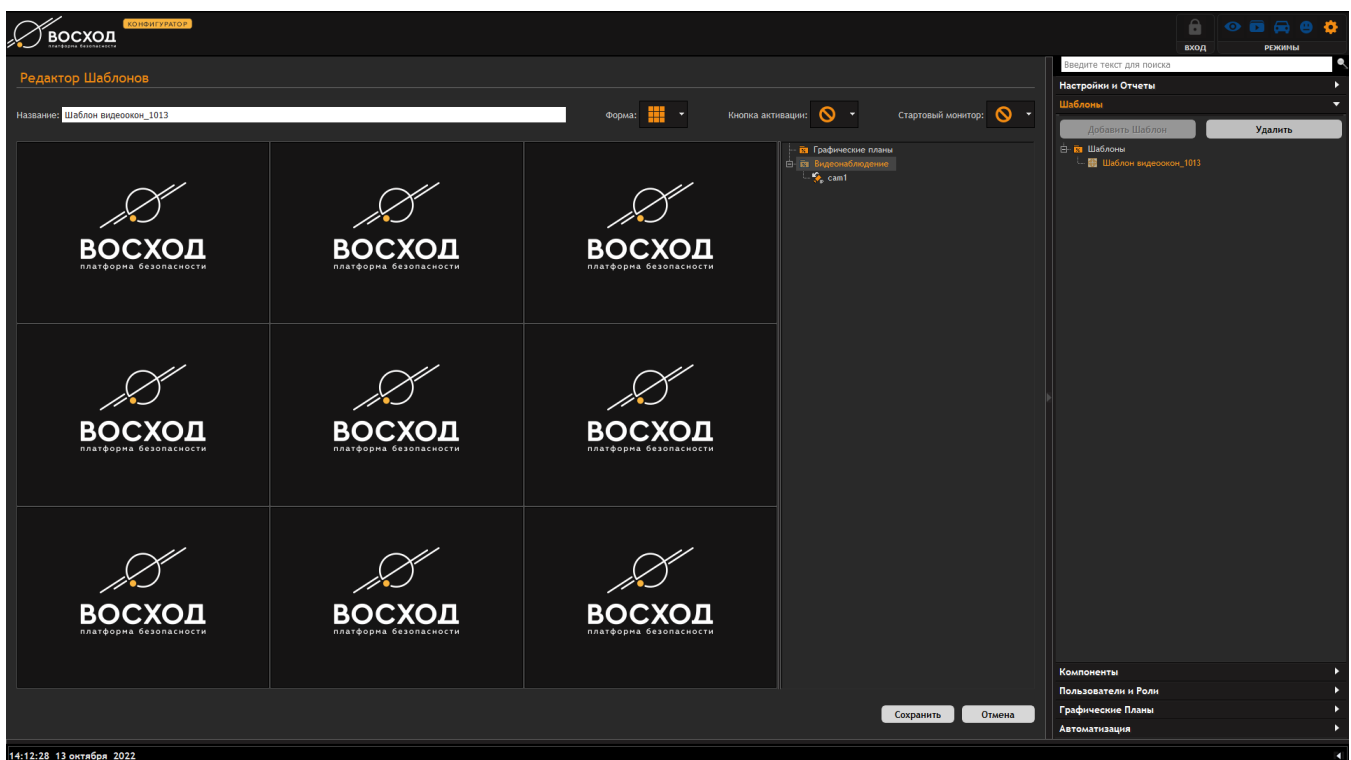 ВОСХОД
платформа безопасности
КОНФИГУРАТОР
ВХОД
РЕЖИМЫ
Редактор Шаблонов
Название: Шаблон видеоокон_1013
Форма:
Кнопка активации:
Стартовый монитор:
ВОСХОД
платформа безопасности
ВОСХОД
платформа безопасности
ВОСХОД
платформа безопасности
ВОСХОД
платформа безопасности
ВОСХОД
платформа безопасности
ВОСХОД
платформа безопасности
ВОСХОД
платформа безопасности
ВОСХОД
платформа безопасности
ВОСХОД
платформа безопасности
Графические планы
Видеонаблюдение
cam1
Сохранить
Отмена
Введите текст для поиска
Настройки и Отчеты
Шаблоны
Добавить Шаблон
Удалить
Шаблоны
Шаблон видеоокон_1013
Компоненты
Пользователи и Роли
Графические Планы
Автоматизация
14:12:28 13 октября 2022